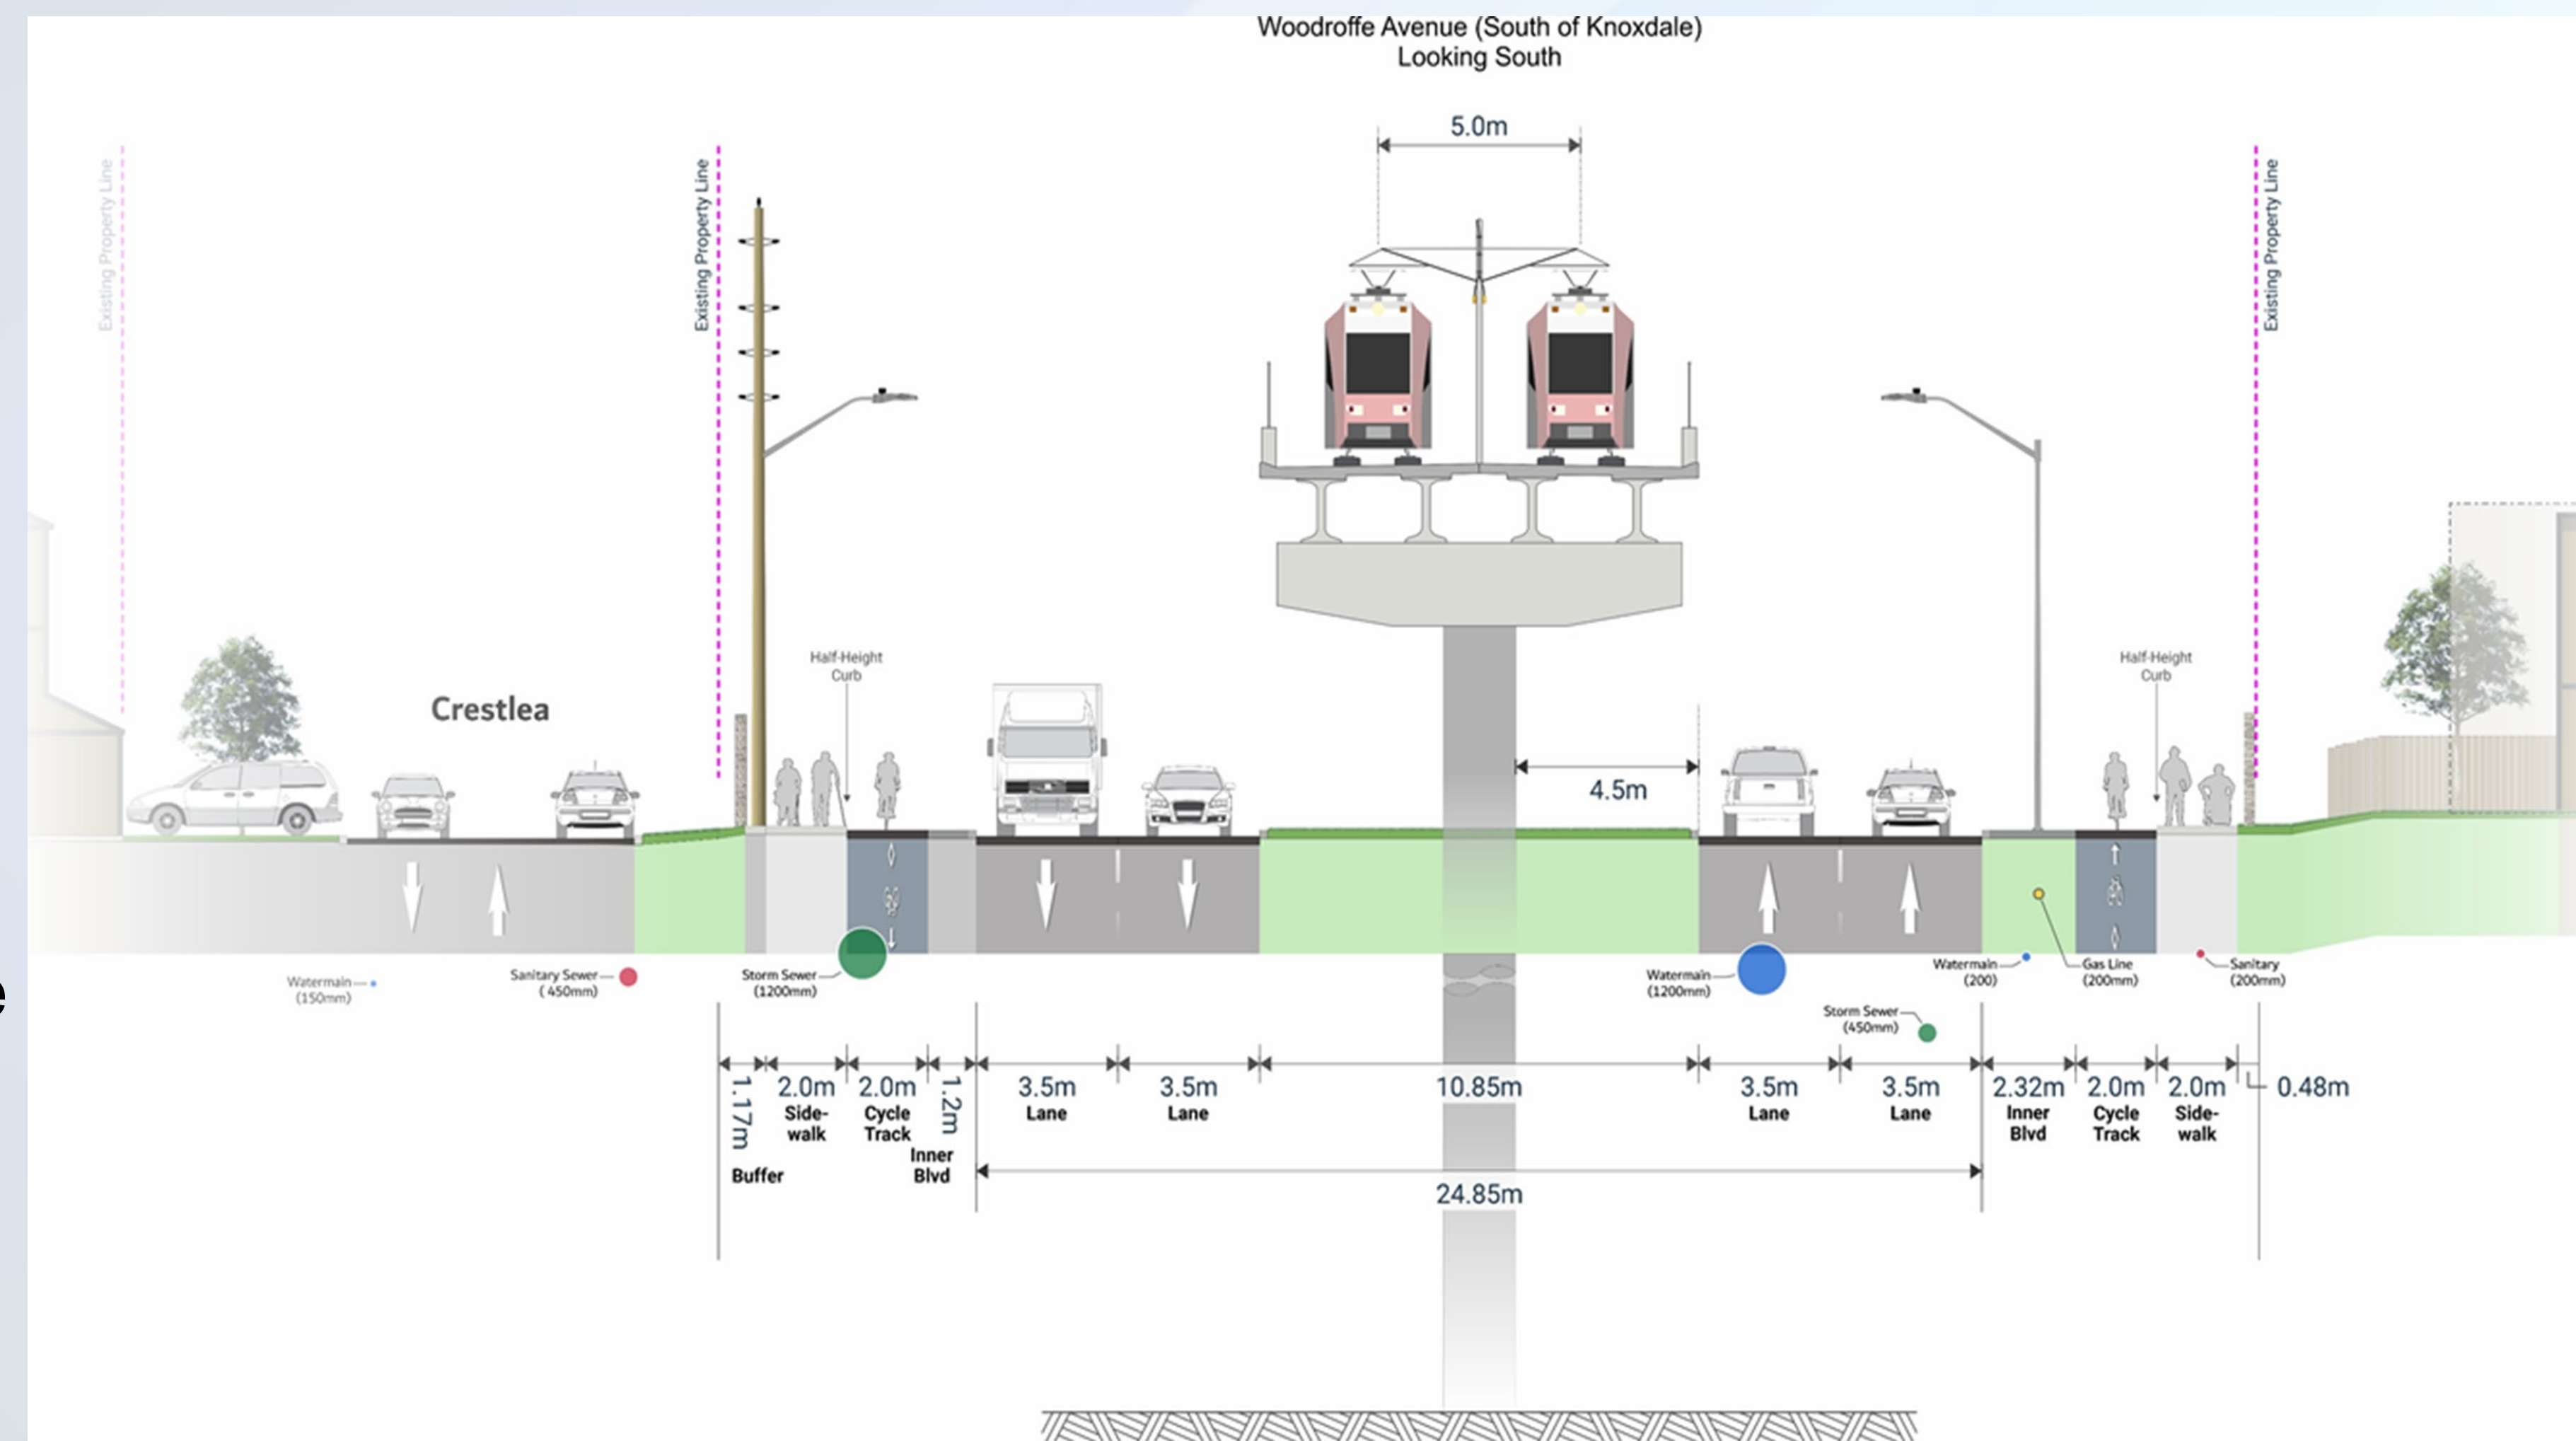 Woodroffe Avenue (South of Knoxdale)
Looking South
5.0m
Existing Property Line
Existing Property Line
Existing Property Line
Half-Height
Curb
Half-Height
Curb
Crestlea
4.5m
Watermain
(150mm)
Sanitary Sewer
( 450mm)
Storm Sewer
(1200mm)
Watermain
(1200mm)
Storm Sewer
(450mm)
Watermain
(200)
Gas Line
(200mm)
Sanitary
(200mm)
1.17m
Buffer
2.0m
Side-
walk
2.0m
Cycle
Track
1.2m
Inner
Blvd
3.5m
Lane
3.5m
Lane
10.85m
3.5m
Lane
3.5m
Lane
2.32m
Inner
Blvd
2.0m
Cycle
Track
2.0m
Side-
walk
0.48m
24.85m